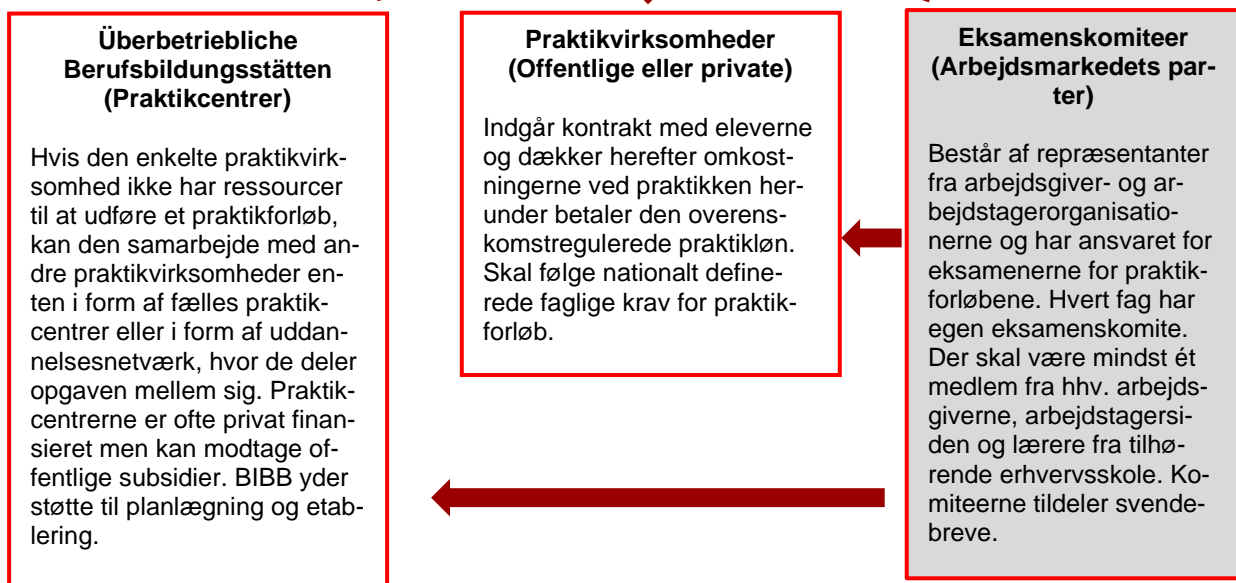 Überbetriebliche
Berufsbildungsstätten
(Praktikcentrer)
Hvis den enkelte praktikvirk-
somhed ikke har ressourcer
til at udføre et praktikforløb,
kan den samarbejde med an-
dre praktikvirksomheder en-
ten i form af fælles praktik-
centrer eller i form af uddan-
nelsesnetværk, hvor de deler
opgaven mellem sig. Praktik-
centrerne er ofte privat finan-
sieret men kan modtage of-
fentlige subsidier. BIBB yder
støtte til planlægning og etab-
lering.
Praktikvirksomheder
(Offentlige eller private)
Indgår kontrakt med eleverne
og dækker herefter omkost-
ningerne ved praktikken her-
under betaler den overens-
komstregulerede praktikløn.
Skal følge nationalt define-
rede faglige krav for praktik-
forløb.
Eksamenskomiteer
(Arbejdsmarkedets par-
ter)
Består af repræsentanter
fra arbejdsgiver- og ar-
bejdstagerorganisatio-
nerne og har ansvaret for
eksamenerne for praktik-
forløbene. Hvert fag har
egen eksamenskomite.
Der skal være mindst ét
medlem fra hhv. arbejds-
giverne, arbejdstagersi-
den og lærere fra tilhø-
rende erhvervsskole. Ko-
miteerne tildeler svende-
breve.